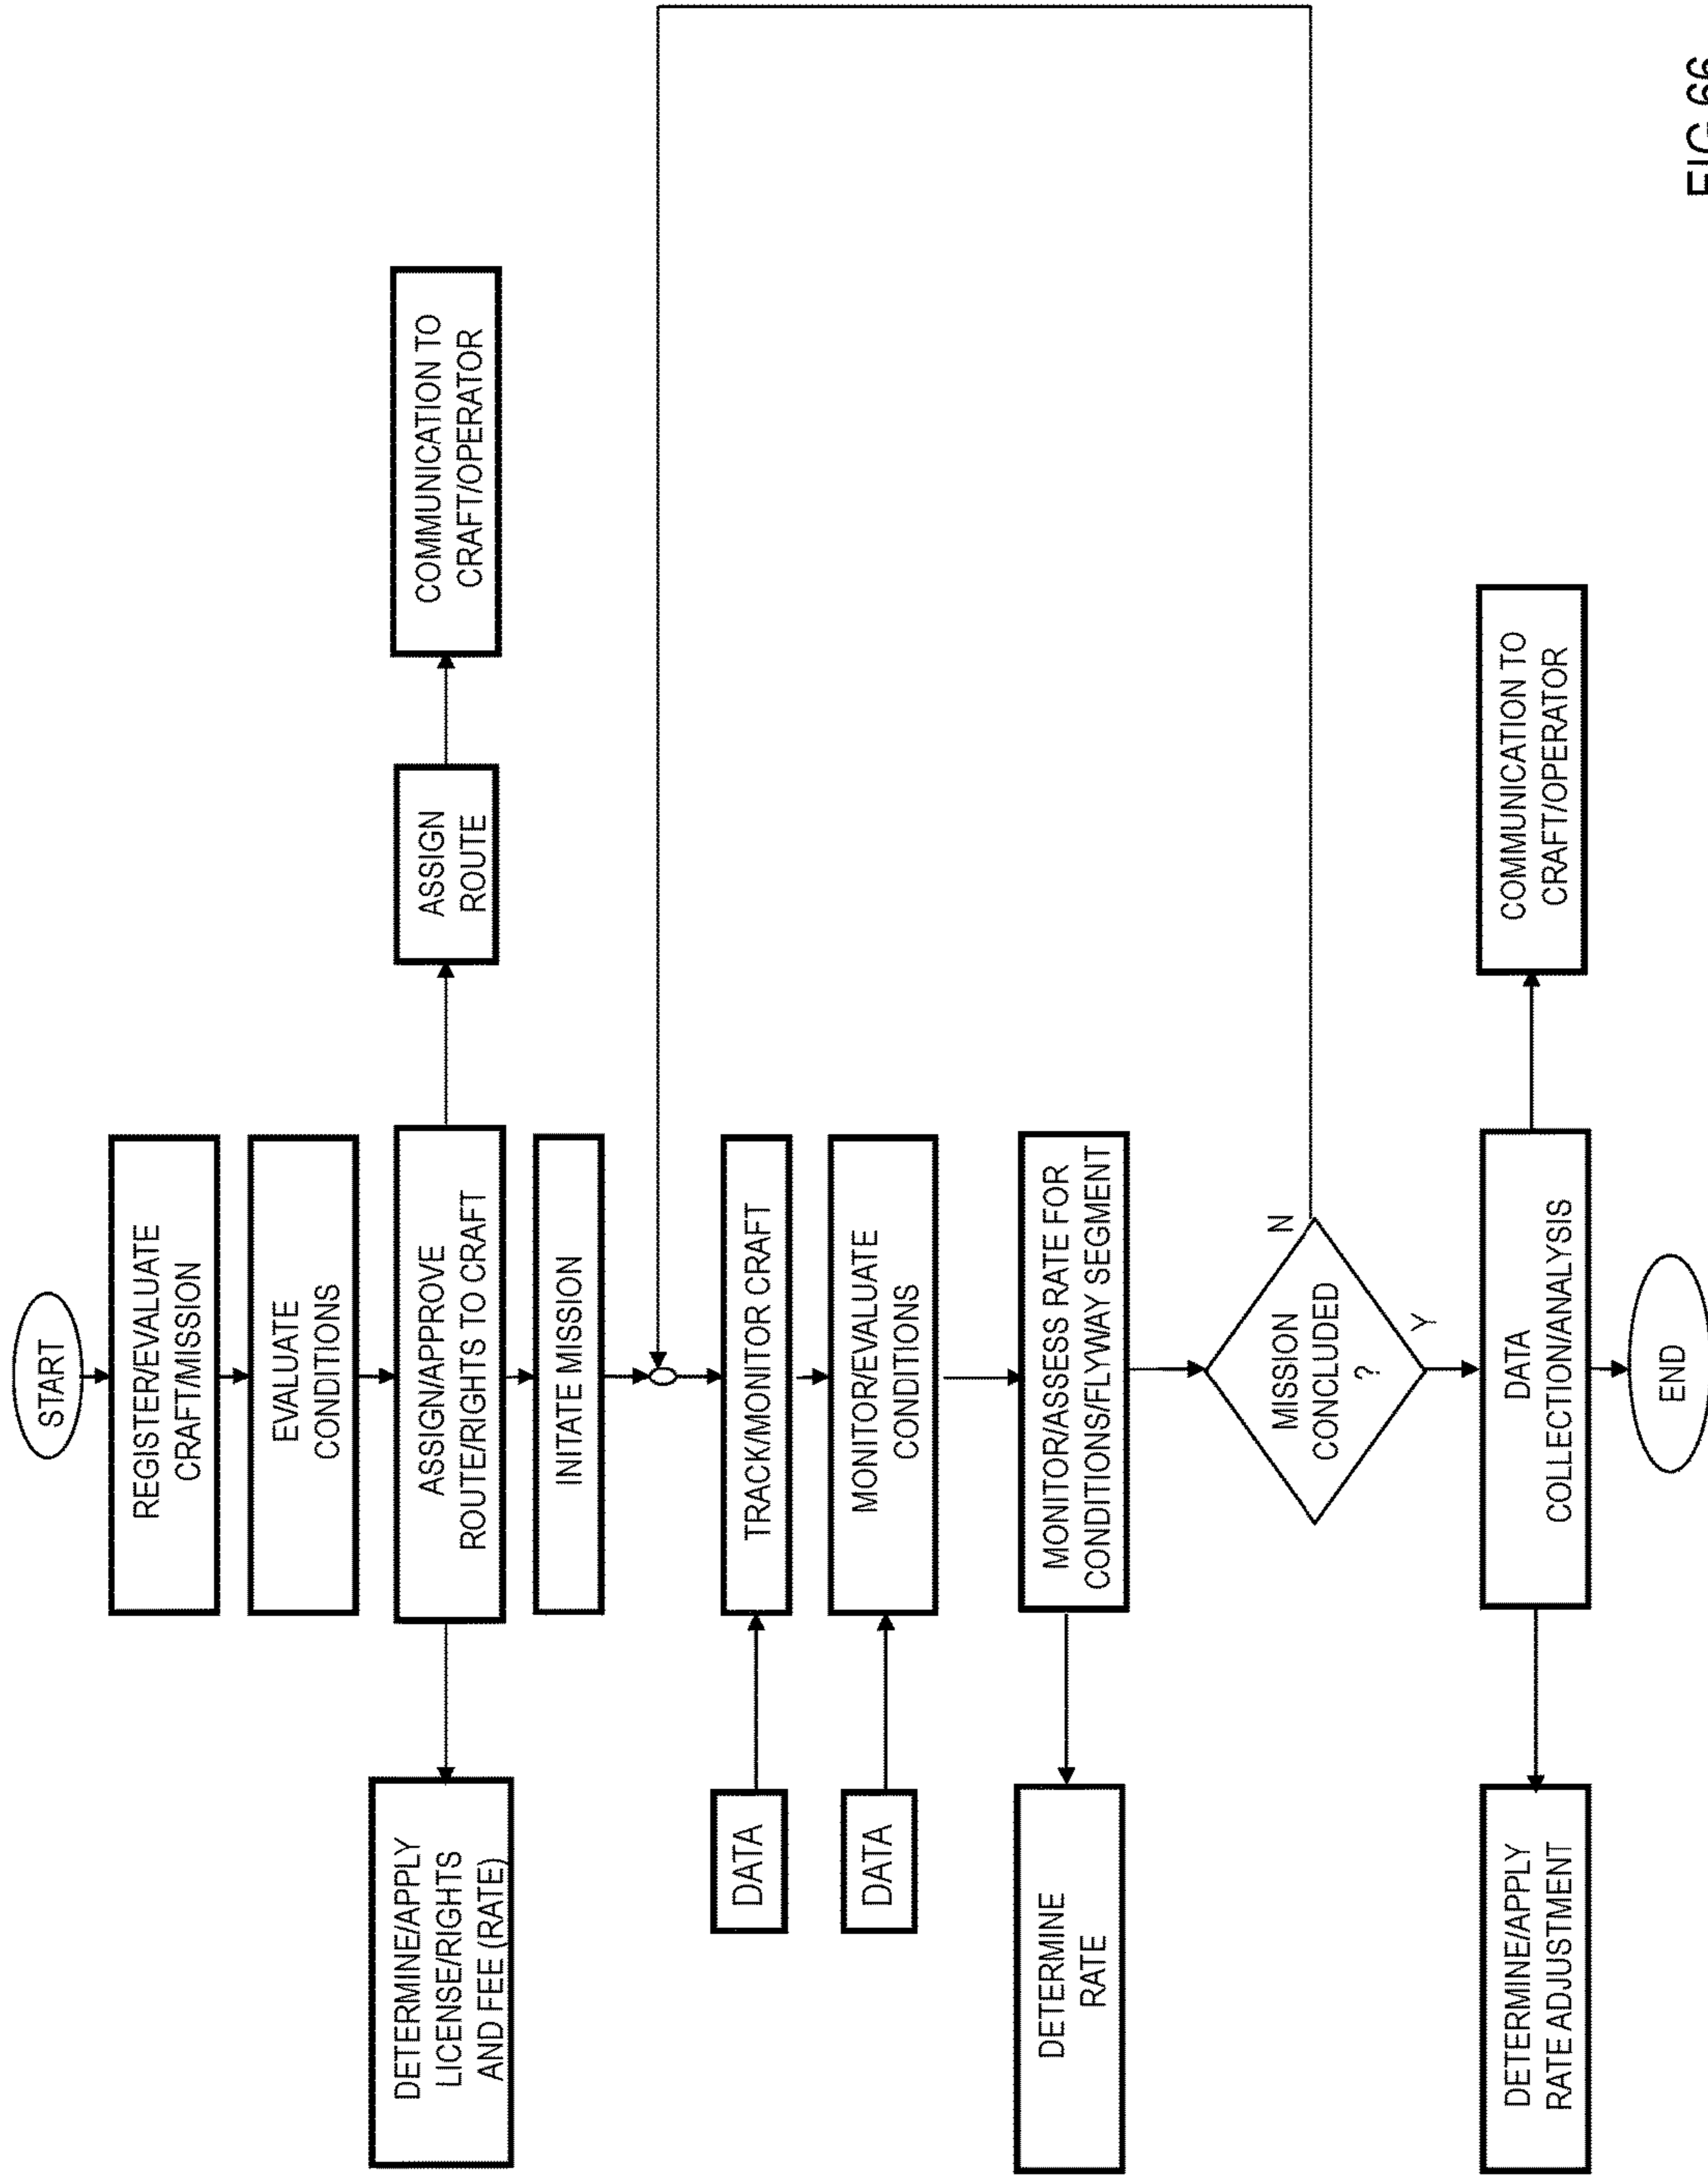 START
REGISTER/EVALUATE
CRAFT/MISSION
EVALUATE
CONDITIONS
DETERMINE/APPLY
LICENSE/RIGHTS
AND FEE (RATE)
ASSIGN/APPROVE
ROUTE/RIGHTS TO CRAFT
ASSIGN
ROUTE
COMMUNICATION TO
CRAFT/OPERATOR
INITATE MISSION
DATA
TRACK/MONITOR CRAFT
DATA
MONITOR/EVALUATE
CONDITIONS
DETERMINE
RATE
MONITOR/ASSESS RATE FOR
CONDITIONS/FLYWAY SEGMENT
MISSION
CONCLUDED
?
N
Y
DETERMINE/APPLY
RATE ADJUSTMENT
DATA
COLLECTION/ANALYSIS
COMMUNICATION TO
CRAFT/OPERATOR
END
FIG 66